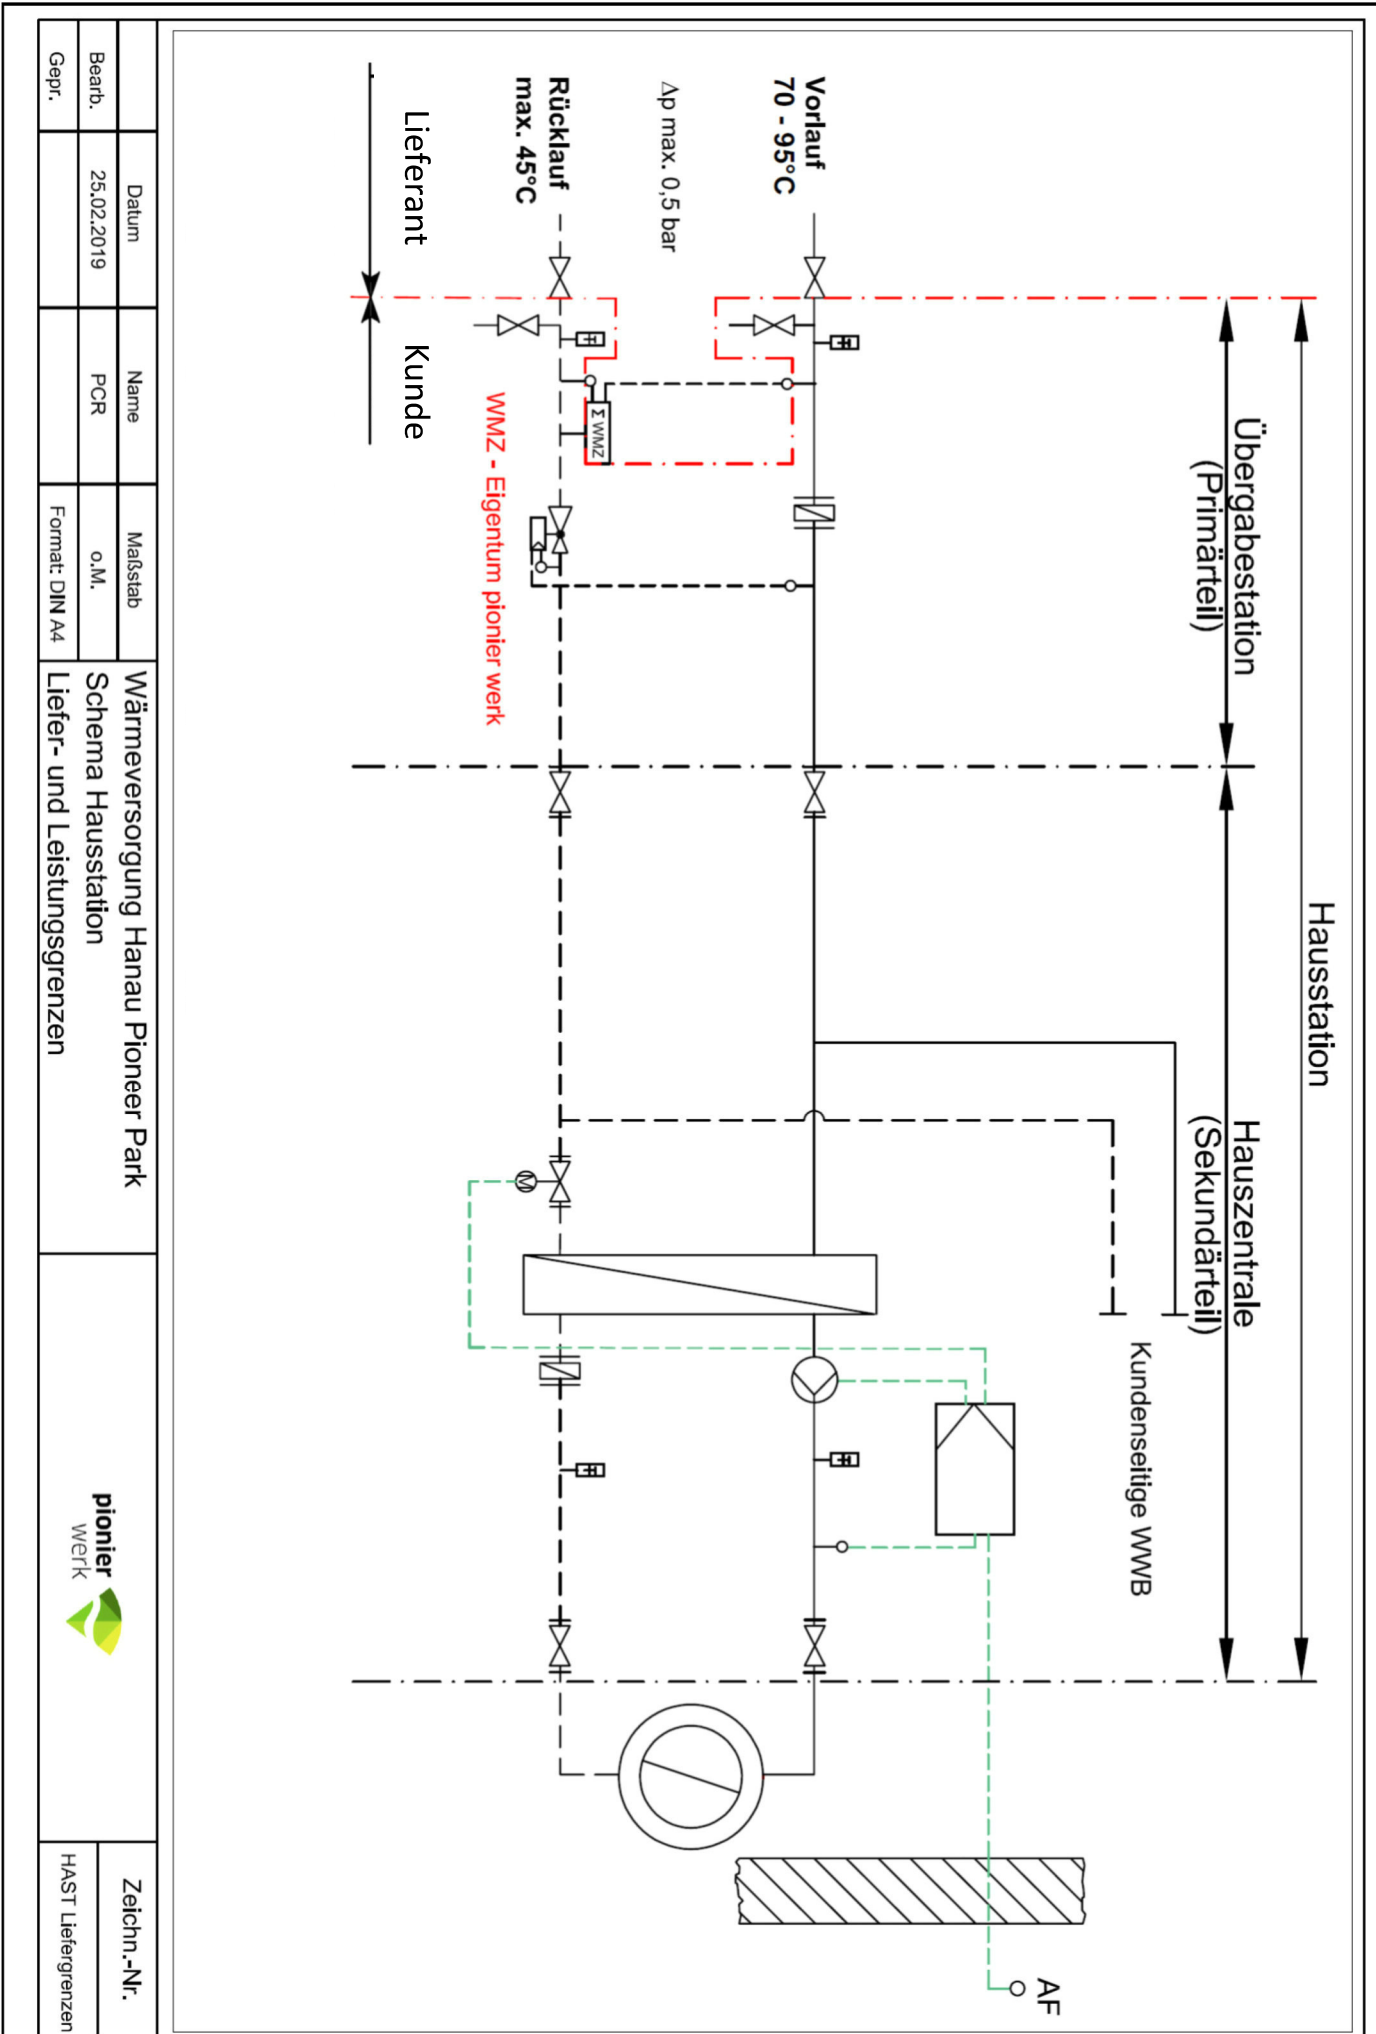 Hausstation
Übergabestation
(Primärteil)
Hauszentrale
(Sekundärteil)
Kundenseitige WWB
AF
Vorlauf
70 - 95°C
Δp max. 0,5 bar
Rücklauf
max. 45°C
Σ WMZ
M
WMZ - Eigentum pionier werk
Lieferant
Kunde
Datum
Name
Maßstab
Bearb.
25.02.2019
PCR
o.M.
Gepr.
Format: DIN A4
Wärmeversorgung Hanau Pioneer Park
Schema Hausstation
Liefer- und Leistungsgrenzen
pionier
werk
Zeichn.-Nr.
HAST Liefergrenzen